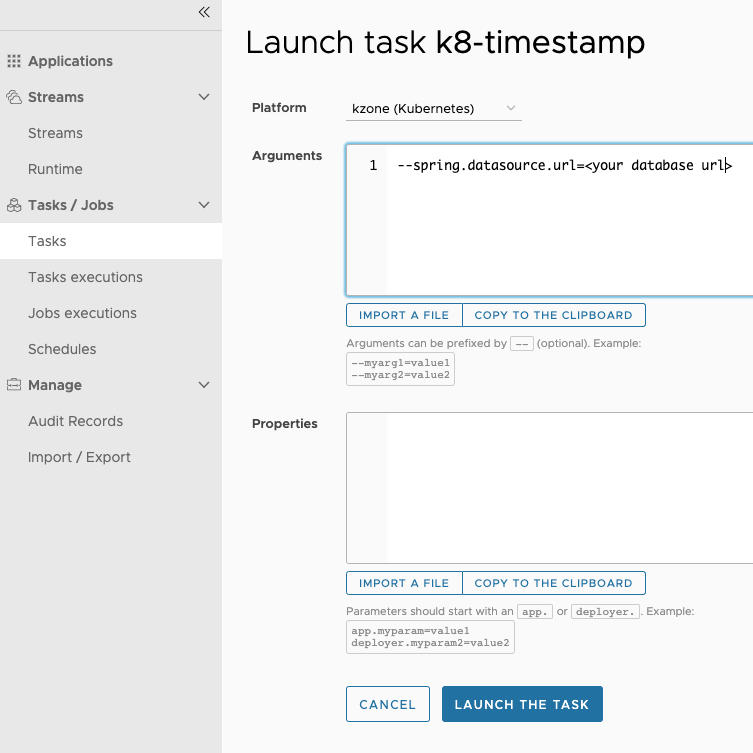 Applications
Streams
Streams
Runtime
Tasks / Jobs
Tasks
Tasks executions
Jobs executions
Schedules
Manage
Audit Records
Import / Export
Launch task k8-timestamp
Platform kzone (Kubernetes)
Arguments 1 --spring.datasource.url=<your database url>
IMPORT A FILE COPY TO THE CLIPBOARD
Arguments can be prefixed by -- (optional). Example:
--myarg1=value1
--myarg2=value2
Properties
IMPORT A FILE COPY TO THE CLIPBOARD
Parameters should start with an app. or deployer. . Example:
app.myparam=value1
deployer.myparam2=value2
CANCEL LAUNCH THE TASK